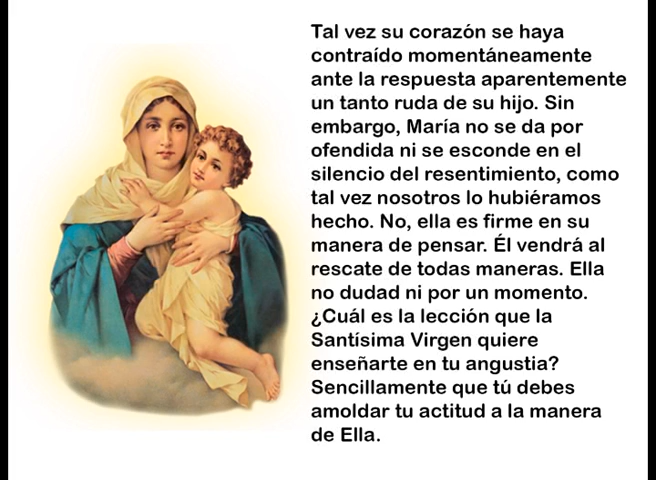 Tal vez su corazón se haya
contraído momentáneamente
ante la respuesta aparentemente
un tanto ruda de su hijo. Sin
embargo, María no se da por
ofendida ni se esconde en el
silencio del resentimiento, como
tal vez nosotros lo hubiéramos
hecho. No, ella es firme en su
manera de pensar. Él vendrá al
rescate de todas maneras. Ella
no dudad ni por un momento.
¿Cuál es la lección que la
Santísima Virgen quiere
enseñarte en tu angustia?
Sencillamente que tú debes
amoldar tu actitud a la manera
de Ella.